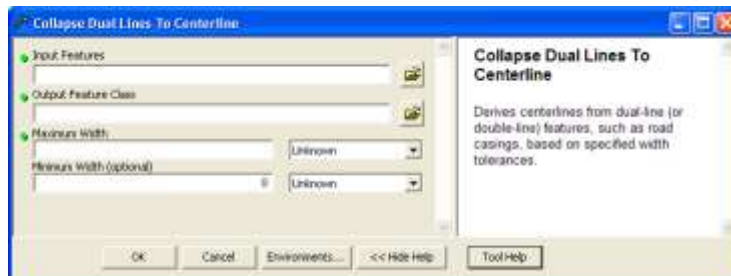 Collapse Dual Lines To Centerline
Input Features
Output Feature Class
Maximum Width
Unknown
Minimum Width (optional)
0
Unknown
OK
Cancel
Environments...
<< Hide Help
Tool Help
Collapse Dual Lines To
Centerline
Derives centerlines from dual-line (or
double-line) features, such as road
casings, based on specified width
tolerances.